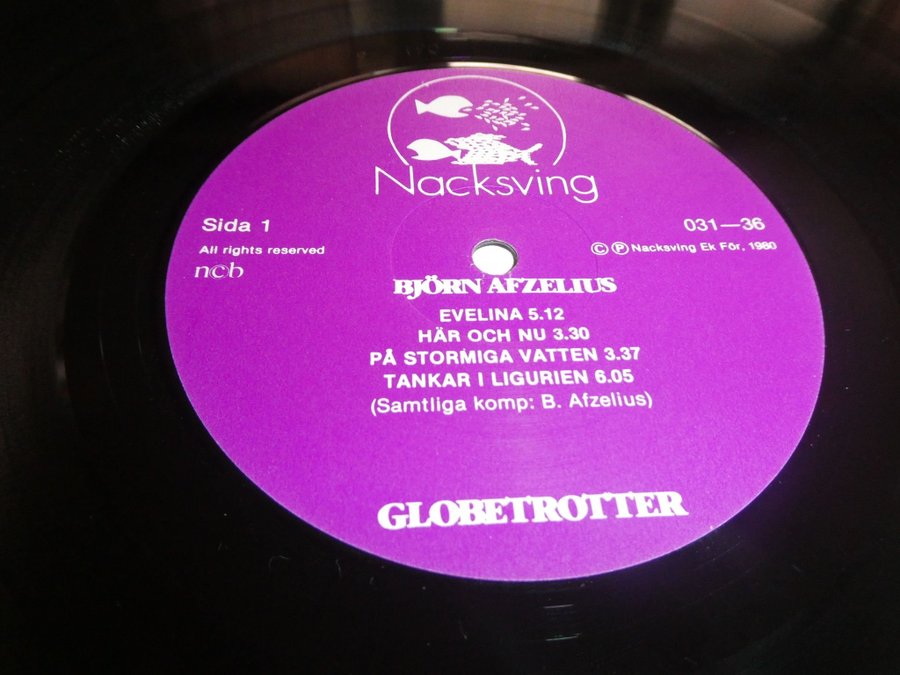 Nacksving
Sida 1
031—36
All rights reserved
© ℗ Nacksving Ek För, 1980
ncb
BJÖRN AFZELIUS
EVELINA 5.12
HÄR OCH NU 3.30
PÅ STORMIGA VATTEN 3.37
TANKAR I LIGURIEN 6.05
(Samtliga komp: B. Afzelius)
GLOBETROTTER